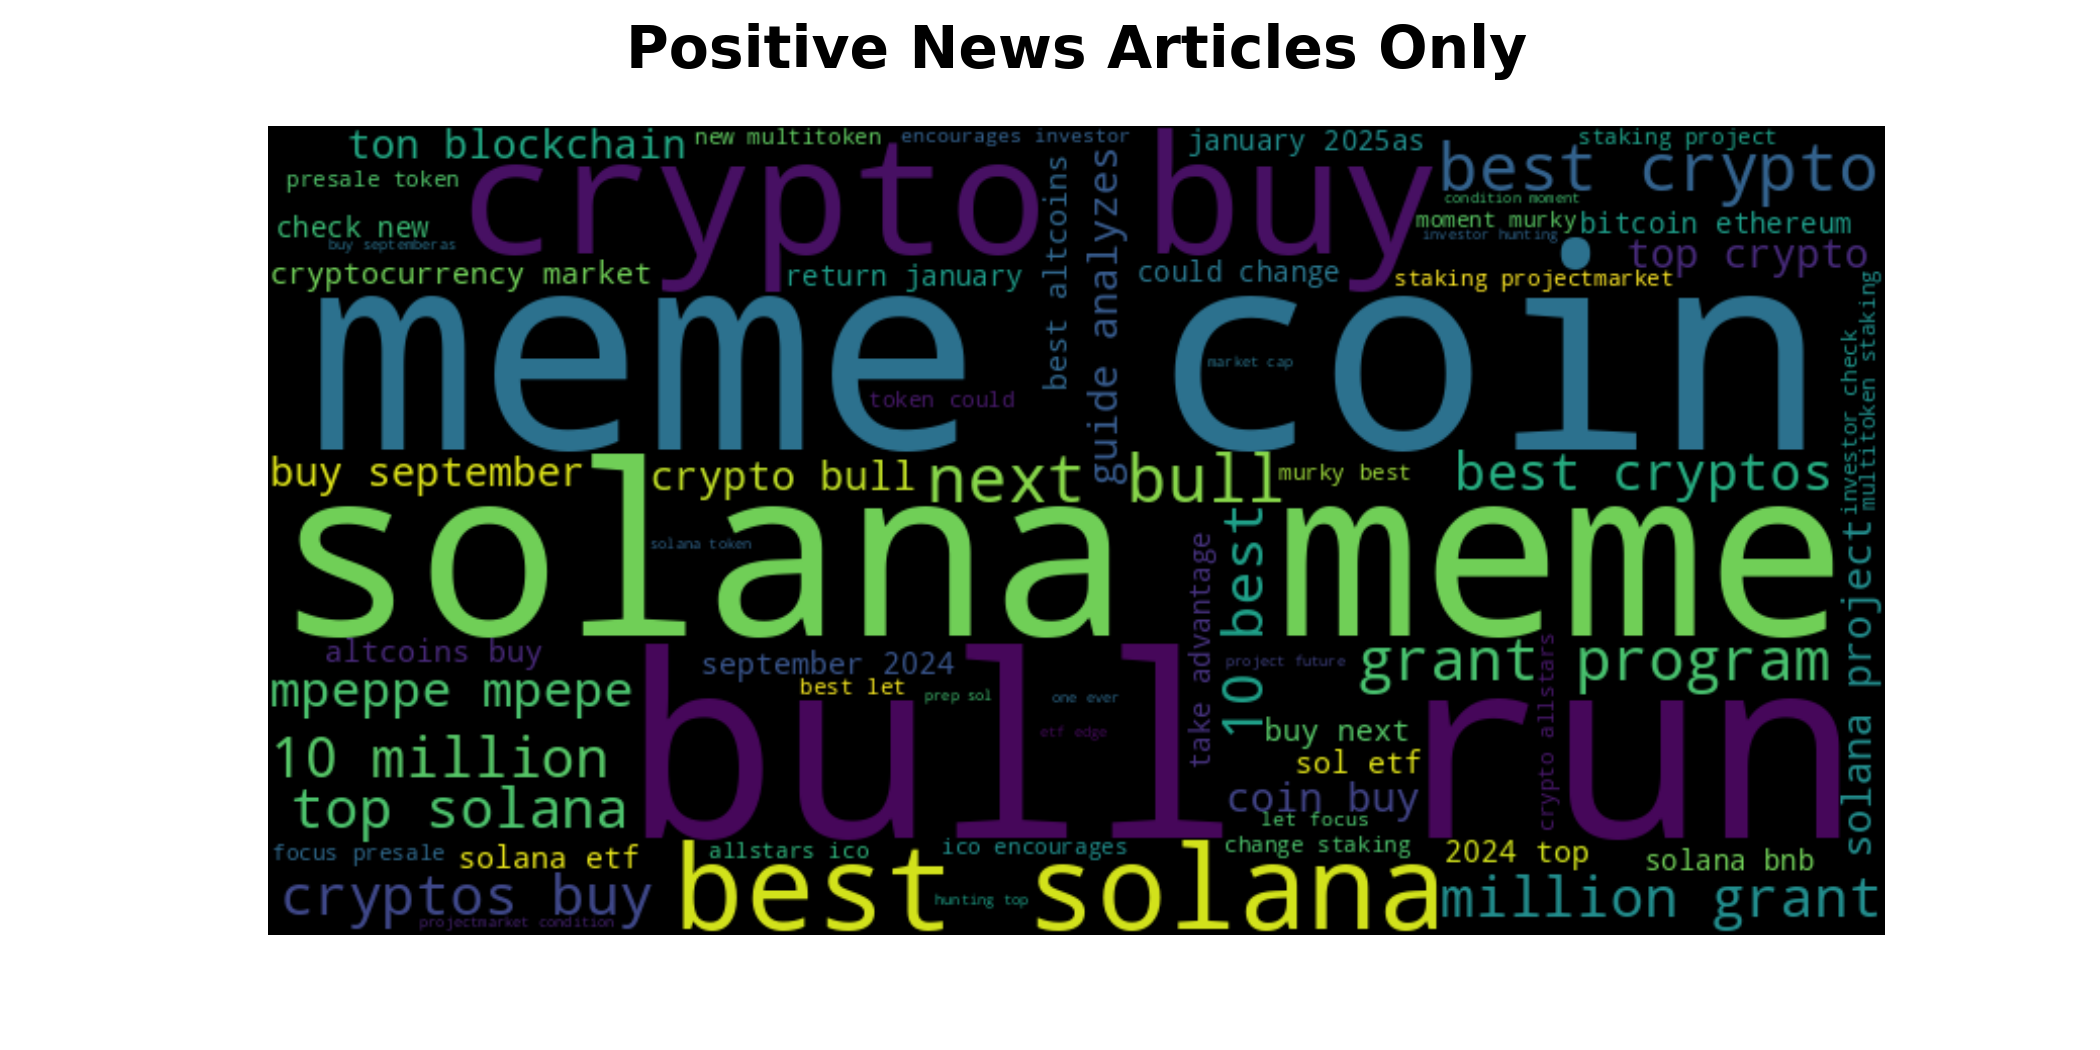 Positive News Articles Only
ton blockchain
new multitoken
encourages investor
january 2025as
staking project
presale token
crypto buy
best crypto
condition moment
check new
moment murky
bitcoin ethereum
buy septemberas
investor hunting
top crypto
cryptocurrency market
return january
best altcoins
guide analyzes
could change
staking projectmarket
meme coin
market cap
token could
investor check
multitoken staking
buy september
crypto bull
next bull
murky best
best cryptos
solana meme
solana token
10 best
take advantage
solana project
altcoins buy
september 2024
project future
grant program
mpeppe mpepe
best let
prep sol
one ever
etf edge
crypto allstars
bull run
buy next
sol etf
10 million
coin buy
top solana
let focus
focus presale
solana etf
allstars ico
ico encourages
change staking
2024 top
solana bnb
cryptos buy
best solana
hunting top
million grant
projectmarket condition